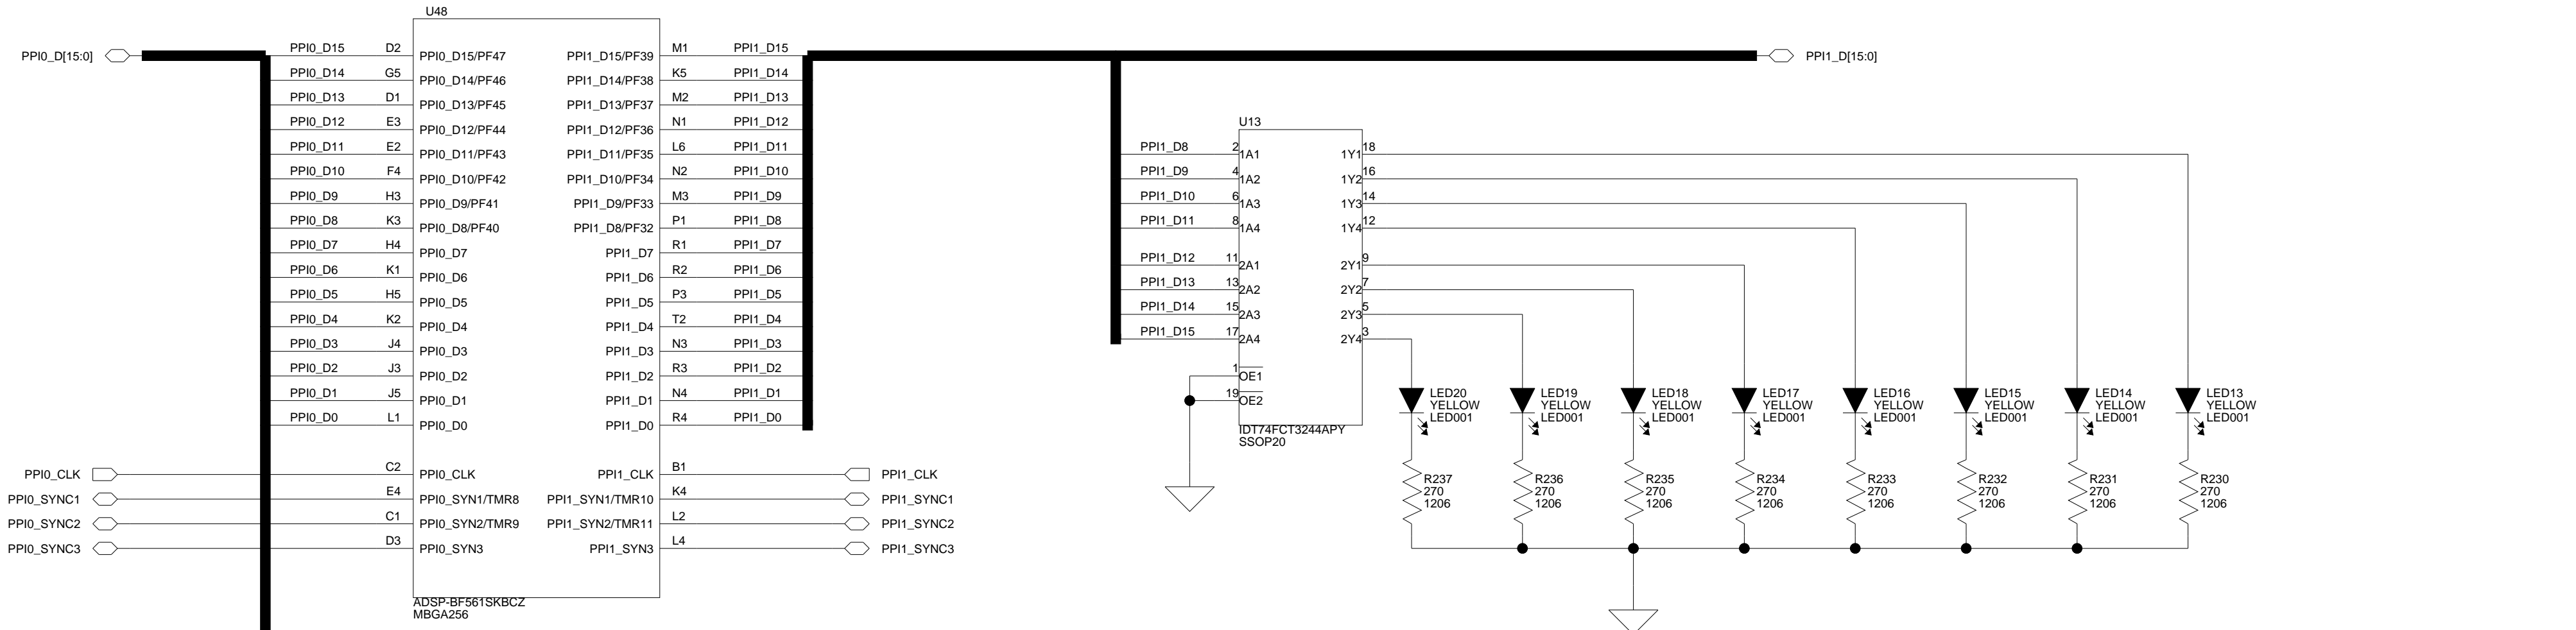 U48
PPI0_D[15:0]
PPI0_D15 D2 PPI0_D15/PF47 PPI1_D15/PF39 M1 PPI1_D15
PPI1_D[15:0]
PPI0_D14 G5 PPI0_D14/PF46 PPI1_D14/PF38 K5 PPI1_D14
PPI0_D13 D1 PPI0_D13/PF45 PPI1_D13/PF37 M2 PPI1_D13
PPI0_D12 E3 PPI0_D12/PF44 PPI1_D12/PF36 N1 PPI1_D12
PPI0_D11 E2 PPI0_D11/PF43 PPI1_D11/PF35 L6 PPI1_D11
PPI0_D10 F4 PPI0_D10/PF42 PPI1_D10/PF34 N2 PPI1_D10
PPI0_D9 H3 PPI0_D9/PF41 PPI1_D9/PF33 M3 PPI1_D9
PPI0_D8 K3 PPI0_D8/PF40 PPI1_D8/PF32 P1 PPI1_D8
PPI0_D7 H4 PPI0_D7 PPI1_D7 R1 PPI1_D7
PPI0_D6 K1 PPI0_D6 PPI1_D6 R2 PPI1_D6
PPI0_D5 H5 PPI0_D5 PPI1_D5 P3 PPI1_D5
PPI0_D4 K2 PPI0_D4 PPI1_D4 T2 PPI1_D4
PPI0_D3 J4 PPI0_D3 PPI1_D3 N3 PPI1_D3
PPI0_D2 J3 PPI0_D2 PPI1_D2 R3 PPI1_D2
PPI0_D1 J5 PPI0_D1 PPI1_D1 N4 PPI1_D1
PPI0_D0 L1 PPI0_D0 PPI1_D0 R4 PPI1_D0
PPI0_CLK C2 PPI0_CLK PPI1_CLK B1 PPI1_CLK
PPI0_SYNC1 E4 PPI0_SYN1/TMR8 PPI1_SYN1/TMR10 K4 PPI1_SYNC1
PPI0_SYNC2 C1 PPI0_SYN2/TMR9 PPI1_SYN2/TMR11 L2 PPI1_SYNC2
PPI0_SYNC3 D3 PPI0_SYN3 PPI1_SYN3 L4 PPI1_SYNC3
ADSP-BF561SKBCZ
MBGA256
U13
PPI1_D8 2 1A1 1Y1 18
PPI1_D9 4 1A2 1Y2 16
PPI1_D10 6 1A3 1Y3 14
PPI1_D11 8 1A4 1Y4 12
PPI1_D12 11 2A1 2Y1 9
PPI1_D13 13 2A2 2Y2 7
PPI1_D14 15 2A3 2Y3 5
PPI1_D15 17 2A4 2Y4 3
1 OE1
19 OE2
IDT74FCT3244APY
SSOP20
LED20 LED19 LED18 LED17 LED16 LED15 LED14 LED13
YELLOW YELLOW YELLOW YELLOW YELLOW YELLOW YELLOW YELLOW
LED001 LED001 LED001 LED001 LED001 LED001 LED001 LED001
R237 R236 R235 R234 R233 R232 R231 R230
270 270 270 270 270 270 270 270
1206 1206 1206 1206 1206 1206 1206 1206